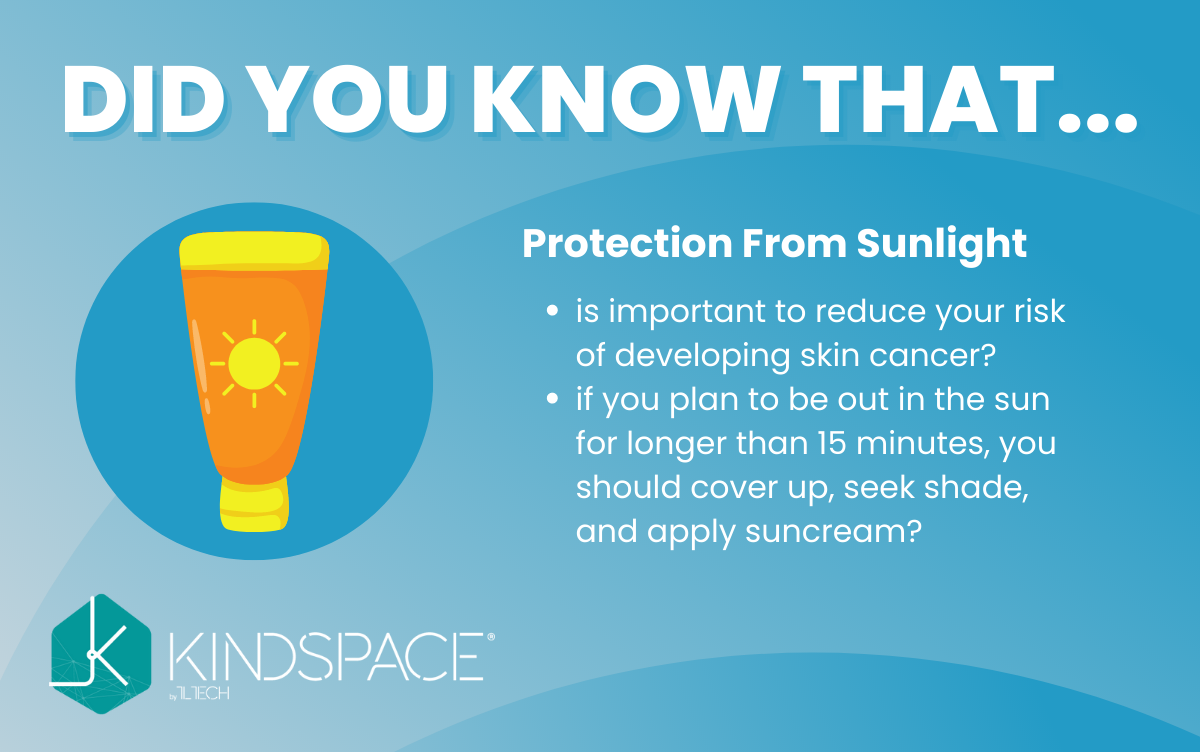 DID YOU KNOW THAT...
Protection From Sunlight
• is important to reduce your risk
of developing skin cancer?
• if you plan to be out in the sun
for longer than 15 minutes, you
should cover up, seek shade,
and apply suncream?
KINDSPACE®
by TLTECH